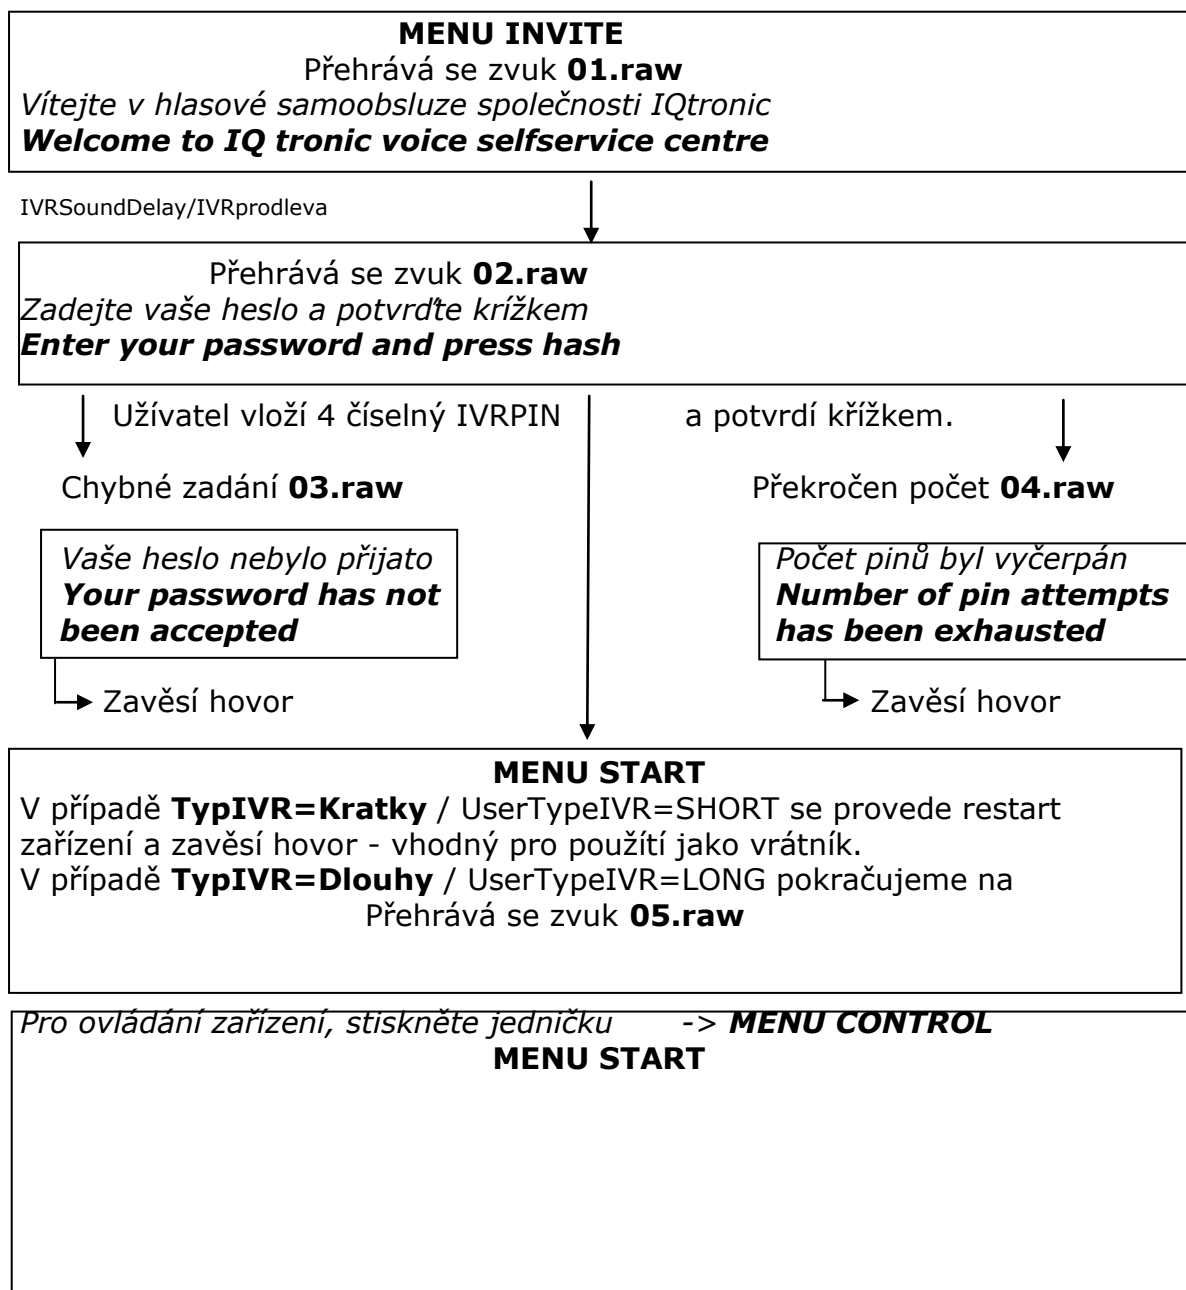 MENU INVITE
Přehrává se zvuk 01.raw
Vítejte v hlasové samoobsluze společnosti IQtronic
Welcome to IQ tronic voice selfservice centre
IVRSoundDelay/IVRprodleva
Přehrává se zvuk 02.raw
Zadejte vaše heslo a potvrďte krížkem
Enter your password and press hash
Užívatel vloží 4 číselný IVRPIN a potvrdí křížkem.
Chybné zadání 03.raw Překročen počet 04.raw
Vaše heslo nebylo přijato
Your password has not
been accepted
Počet pinů byl vyčerpán
Number of pin attempts
has been exhausted
Zavěsí hovor Zavěsí hovor
MENU START
V případě TypIVR=Kratky / UserTypeIVR=SHORT se provede restart
zařízení a zavěsí hovor - vhodný pro použítí jako vrátník.
V případě TypIVR=Dlouhy / UserTypeIVR=LONG pokračujeme na
Přehrává se zvuk 05.raw
Pro ovládání zařízení, stiskněte jedničku -> MENU CONTROL
MENU START